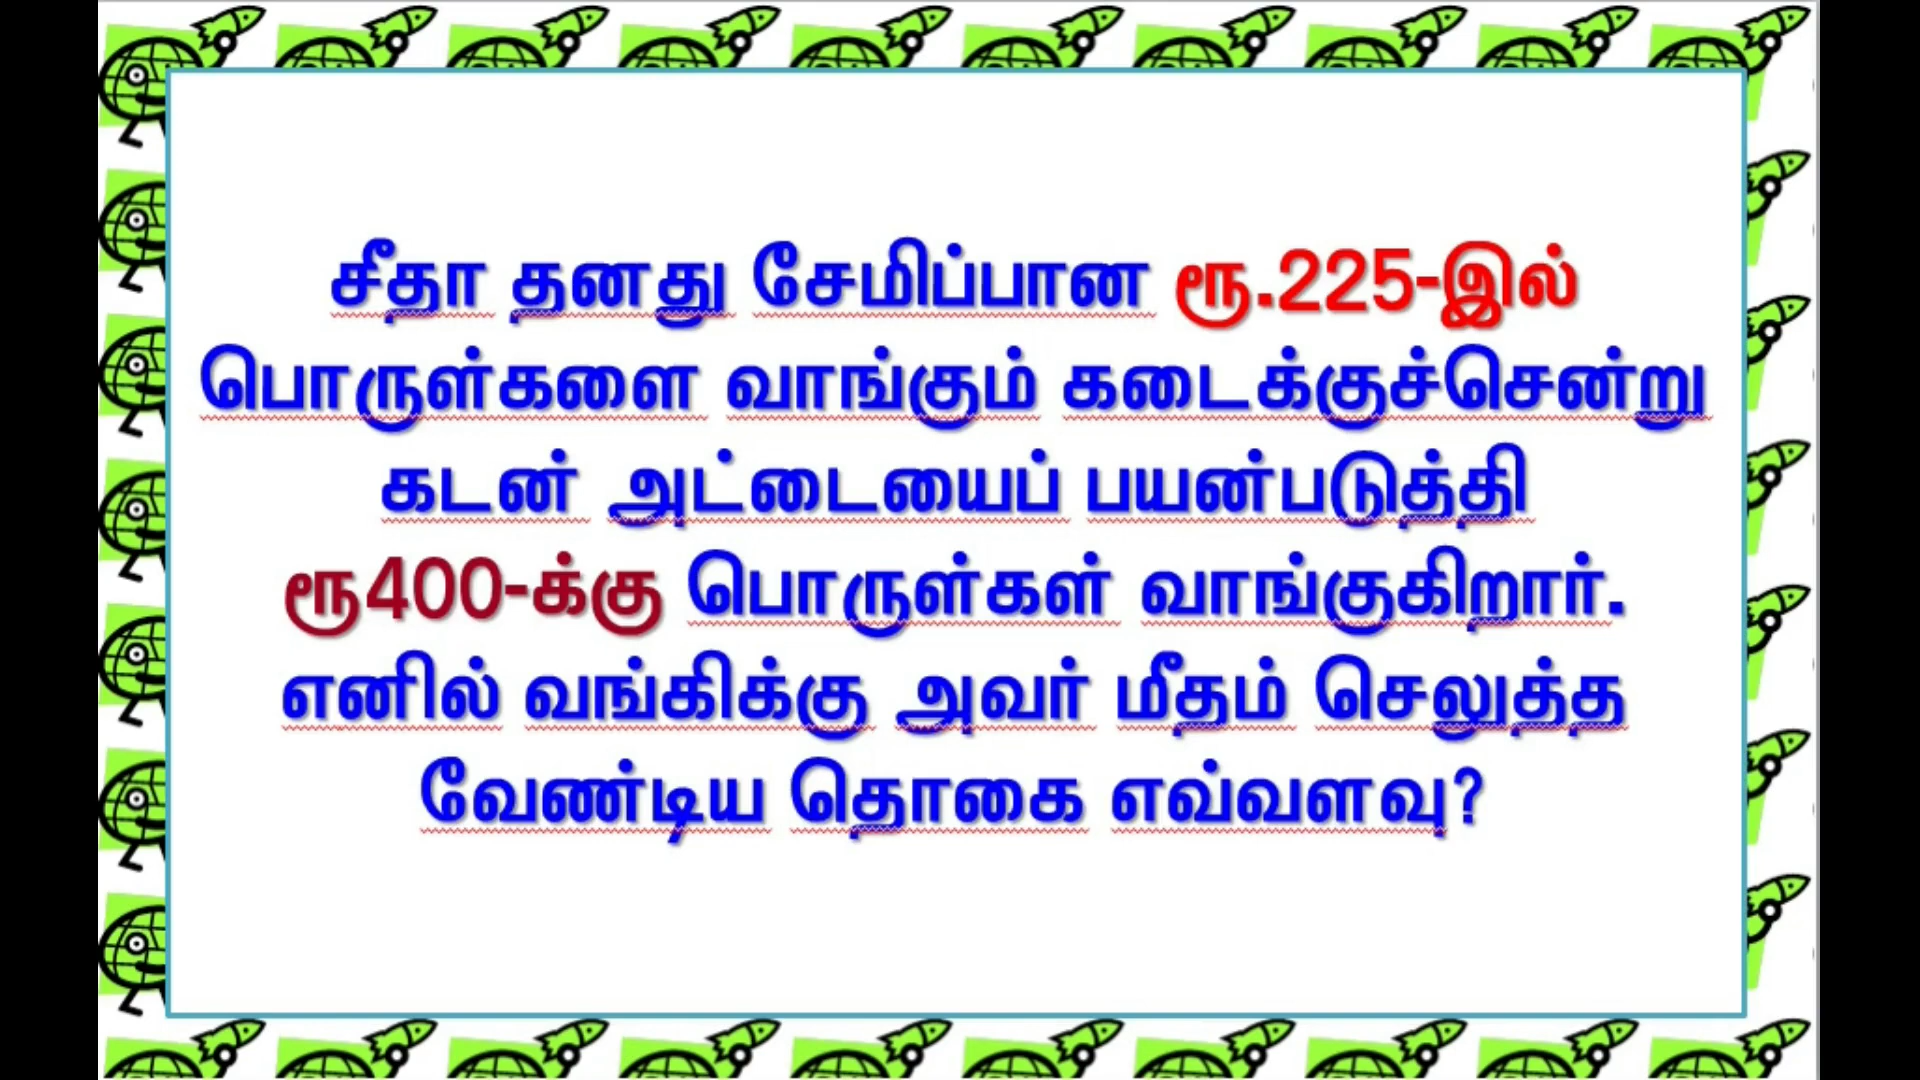 சீதா தனது சேமிப்பான ரூ.225-இல்
பொருள்களை வாங்கும் கடைக்குச்சென்று
கடன் அட்டையைப் பயன்படுத்தி
ரூ400-க்கு பொருள்கள் வாங்குகிறார்.
எனில் வங்கிக்கு அவர் மீதம் செலுத்த
வேண்டிய தொகை எவ்வளவு?